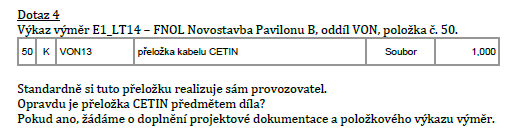 Dotaz 4
Výkaz výměr E1_LT14 – FNOL Novostavba Pavilonu B, oddíl VON, položka č. 50.
50 K VON13 přeložka kabelu CETIN Soubor 1,000
Standardně si tuto přeložku realizuje sám provozovatel.
Opravdu je přeložka CETIN předmětem díla?
Pokud ano, žádáme o doplnění projektové dokumentace a položkového výkazu výměr.